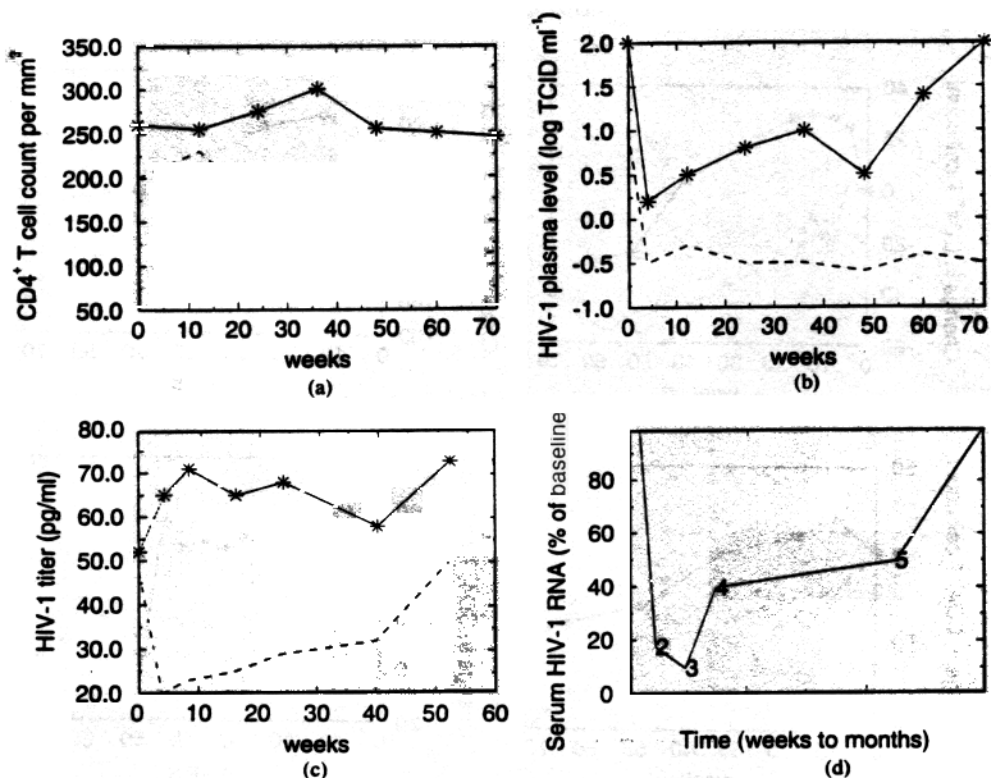 350.0
300.0
250.0
200.0
150.0
100.0
50.0
CD4+ T cell count per mm³
0 10 20 30 40 50 60 70
weeks
(a)
2.0
1.5
1.0
0.5
0.0
-0.5
-1.0
HIV-1 plasma level (log TCID ml⁻¹)
0 10 20 30 40 50 60 70
weeks
(b)
80.0
70.0
60.0
50.0
40.0
30.0
20.0
HIV-1 titer (pg/ml)
0 10 20 30 40 50 60
weeks
(c)
80
60
40
20
0
Serum HIV-1 RNA (% of baseline
2
3
4
5
Time (weeks to months)
(d)